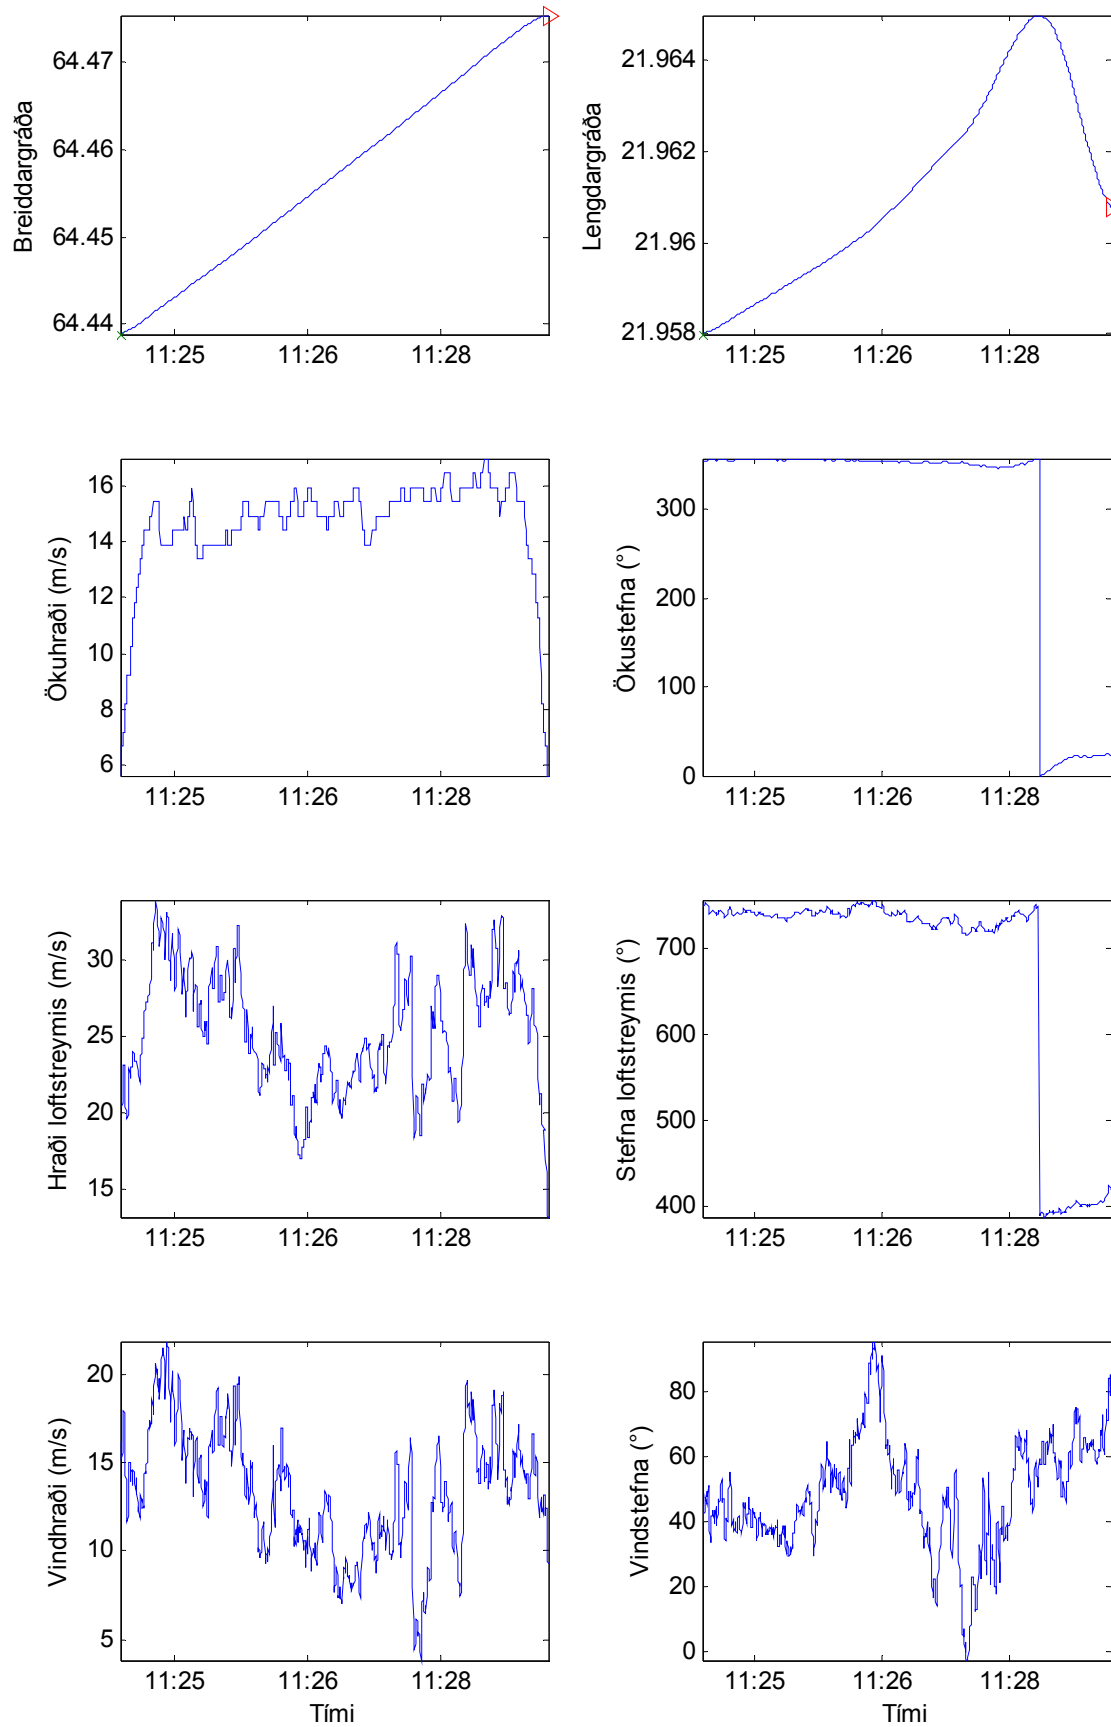 Breiddargráða
64.47
64.46
64.45
64.44
11:25 11:26 11:28
Lengdargráða
21.964
21.962
21.96
21.958
11:25 11:26 11:28
Ökuhraði (m/s)
16
14
12
10
8
6
11:25 11:26 11:28
Ökustefna (°)
300
200
100
0
11:25 11:26 11:28
Hraði loftstreymis (m/s)
30
25
20
15
11:25 11:26 11:28
Stefna loftstreymis (°)
700
600
500
400
11:25 11:26 11:28
Vindhraði (m/s)
20
15
10
5
11:25 11:26 11:28
Tími
Vindstefna (°)
80
60
40
20
0
11:25 11:26 11:28
Tími